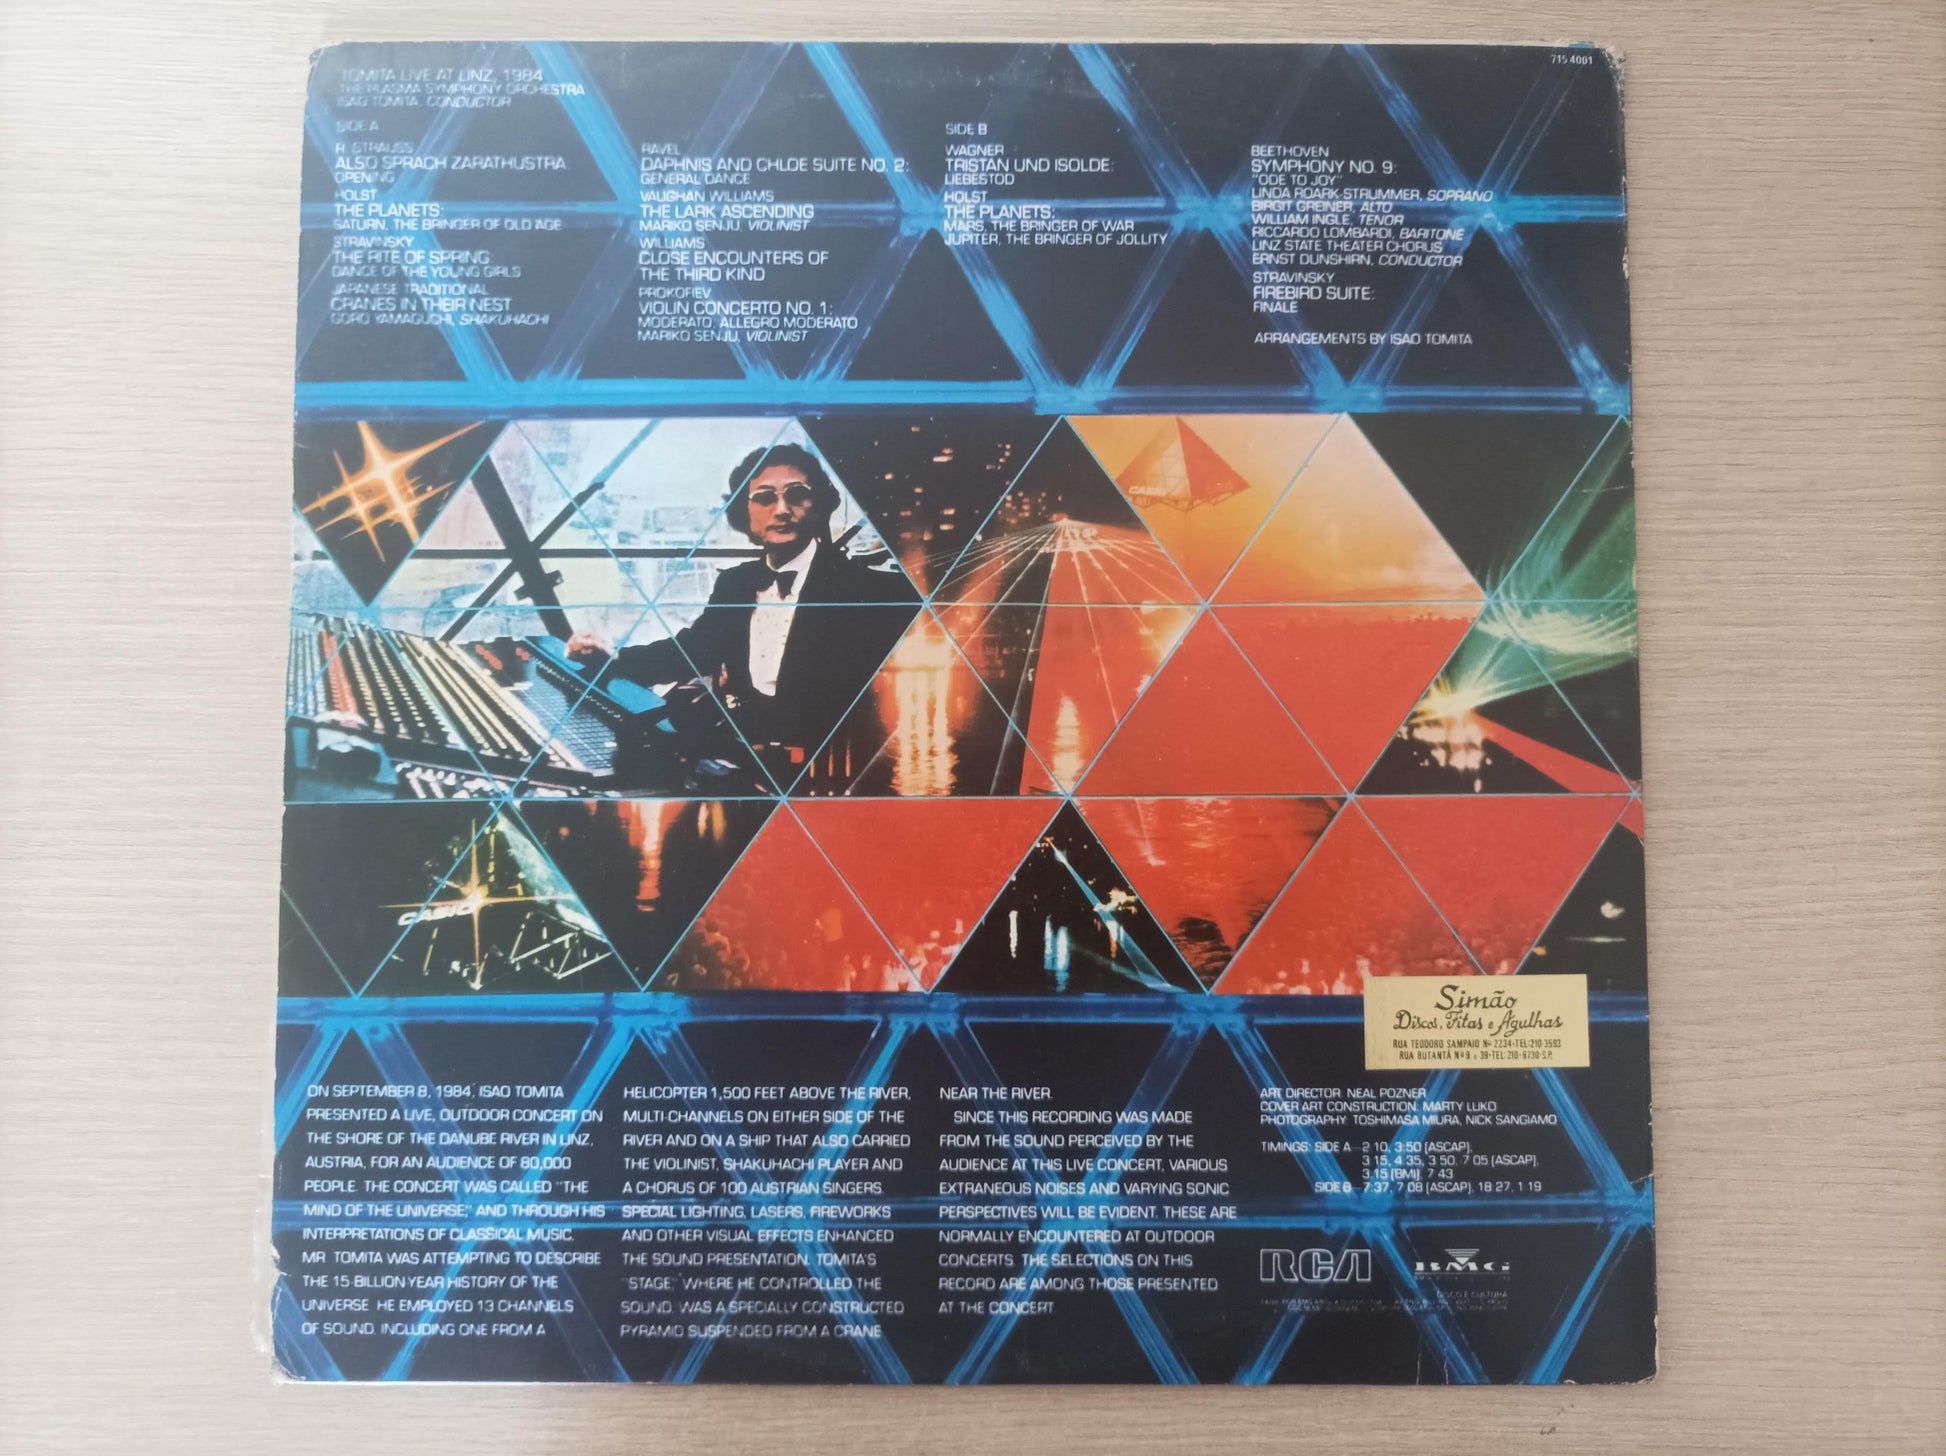 715 4001
TOMITA LIVE AT LINZ, 1984
THE PLASMA SYMPHONY ORCHESTRA
ISAO TOMITA, CONDUCTOR
SIDE A
R. STRAUSS
ALSO SPRACH ZARATHUSTRA:
OPENING
HOLST
THE PLANETS:
SATURN, THE BRINGER OF OLD AGE
STRAVINSKY
THE RITE OF SPRING:
DANCE OF THE YOUNG GIRLS
JAPANESE TRADITIONAL
CRANES IN THEIR NEST
GORO YAMAGUCHI, SHAKUHACHI
RAVEL
DAPHNIS AND CHLOE SUITE NO. 2:
GENERAL DANCE
VAUGHAN WILLIAMS
THE LARK ASCENDING
MARIKO SENJU, VIOLINIST
WILLIAMS
CLOSE ENCOUNTERS OF
THE THIRD KIND
PROKOFIEV
VIOLIN CONCERTO NO. 1:
MODERATO, ALLEGRO MODERATO
MARIKO SENJU, VIOLINIST
SIDE B
WAGNER
TRISTAN UND ISOLDE:
LIEBESTOD
HOLST
THE PLANETS:
MARS, THE BRINGER OF WAR
JUPITER, THE BRINGER OF JOLLITY
BEETHOVEN
SYMPHONY NO. 9:
"ODE TO JOY"
LINDA ROARK-STRUMMER, SOPRANO
BIRGIT GREINER, ALTO
WILLIAM INGLE, TENOR
RICCARDO LOMBARDI, BARITONE
LINZ STATE THEATER CHORUS
ERNST DUNSHIRN, CONDUCTOR
STRAVINSKY
FIREBIRD SUITE:
FINALE
ARRANGEMENTS BY ISAO TOMITA
CASIO
CASIO
Simão
Discos, Fitas e Agulhas
RUA TEODORO SAMPAIO Nº 2234-TEL:210-3593
RUA BUTANTÃ Nº 9 e 39-TEL:210-6730-S.P.
ON SEPTEMBER 8, 1984, ISAO TOMITA
PRESENTED A LIVE, OUTDOOR CONCERT ON
THE SHORE OF THE DANUBE RIVER IN LINZ,
AUSTRIA, FOR AN AUDIENCE OF 80,000
PEOPLE. THE CONCERT WAS CALLED "THE
MIND OF THE UNIVERSE," AND THROUGH HIS
INTERPRETATIONS OF CLASSICAL MUSIC,
MR. TOMITA WAS ATTEMPTING TO DESCRIBE
THE 15-BILLION-YEAR HISTORY OF THE
UNIVERSE. HE EMPLOYED 13 CHANNELS
OF SOUND, INCLUDING ONE FROM A
HELICOPTER 1,500 FEET ABOVE THE RIVER,
MULTI-CHANNELS ON EITHER SIDE OF THE
RIVER AND ON A SHIP THAT ALSO CARRIED
THE VIOLINIST, SHAKUHACHI PLAYER AND
A CHORUS OF 100 AUSTRIAN SINGERS.
SPECIAL LIGHTING, LASERS, FIREWORKS
AND OTHER VISUAL EFFECTS ENHANCED
THE SOUND PRESENTATION. TOMITA'S
"STAGE," WHERE HE CONTROLLED THE
SOUND, WAS A SPECIALLY CONSTRUCTED
PYRAMID SUSPENDED FROM A CRANE
NEAR THE RIVER.
SINCE THIS RECORDING WAS MADE
FROM THE SOUND PERCEIVED BY THE
AUDIENCE AT THIS LIVE CONCERT, VARIOUS
EXTRANEOUS NOISES AND VARYING SONIC
PERSPECTIVES WILL BE EVIDENT. THESE ARE
NORMALLY ENCOUNTERED AT OUTDOOR
CONCERTS. THE SELECTIONS ON THIS
RECORD ARE AMONG THOSE PRESENTED
AT THE CONCERT.
ART DIRECTOR: NEAL POZNER
COVER ART CONSTRUCTION: MARTY LUKO
PHOTOGRAPHY: TOSHIMASA MIURA, NICK SANGIAMO
TIMINGS: SIDE A—2:10, 3:50 (ASCAP),
3:15, 4:35, 3:50, 7:05 (ASCAP),
3:15 (BMI), 7:43
SIDE B—7:37, 7:08 (ASCAP), 18:27, 1:19
RCA
BMG
DISCO É CULTURA